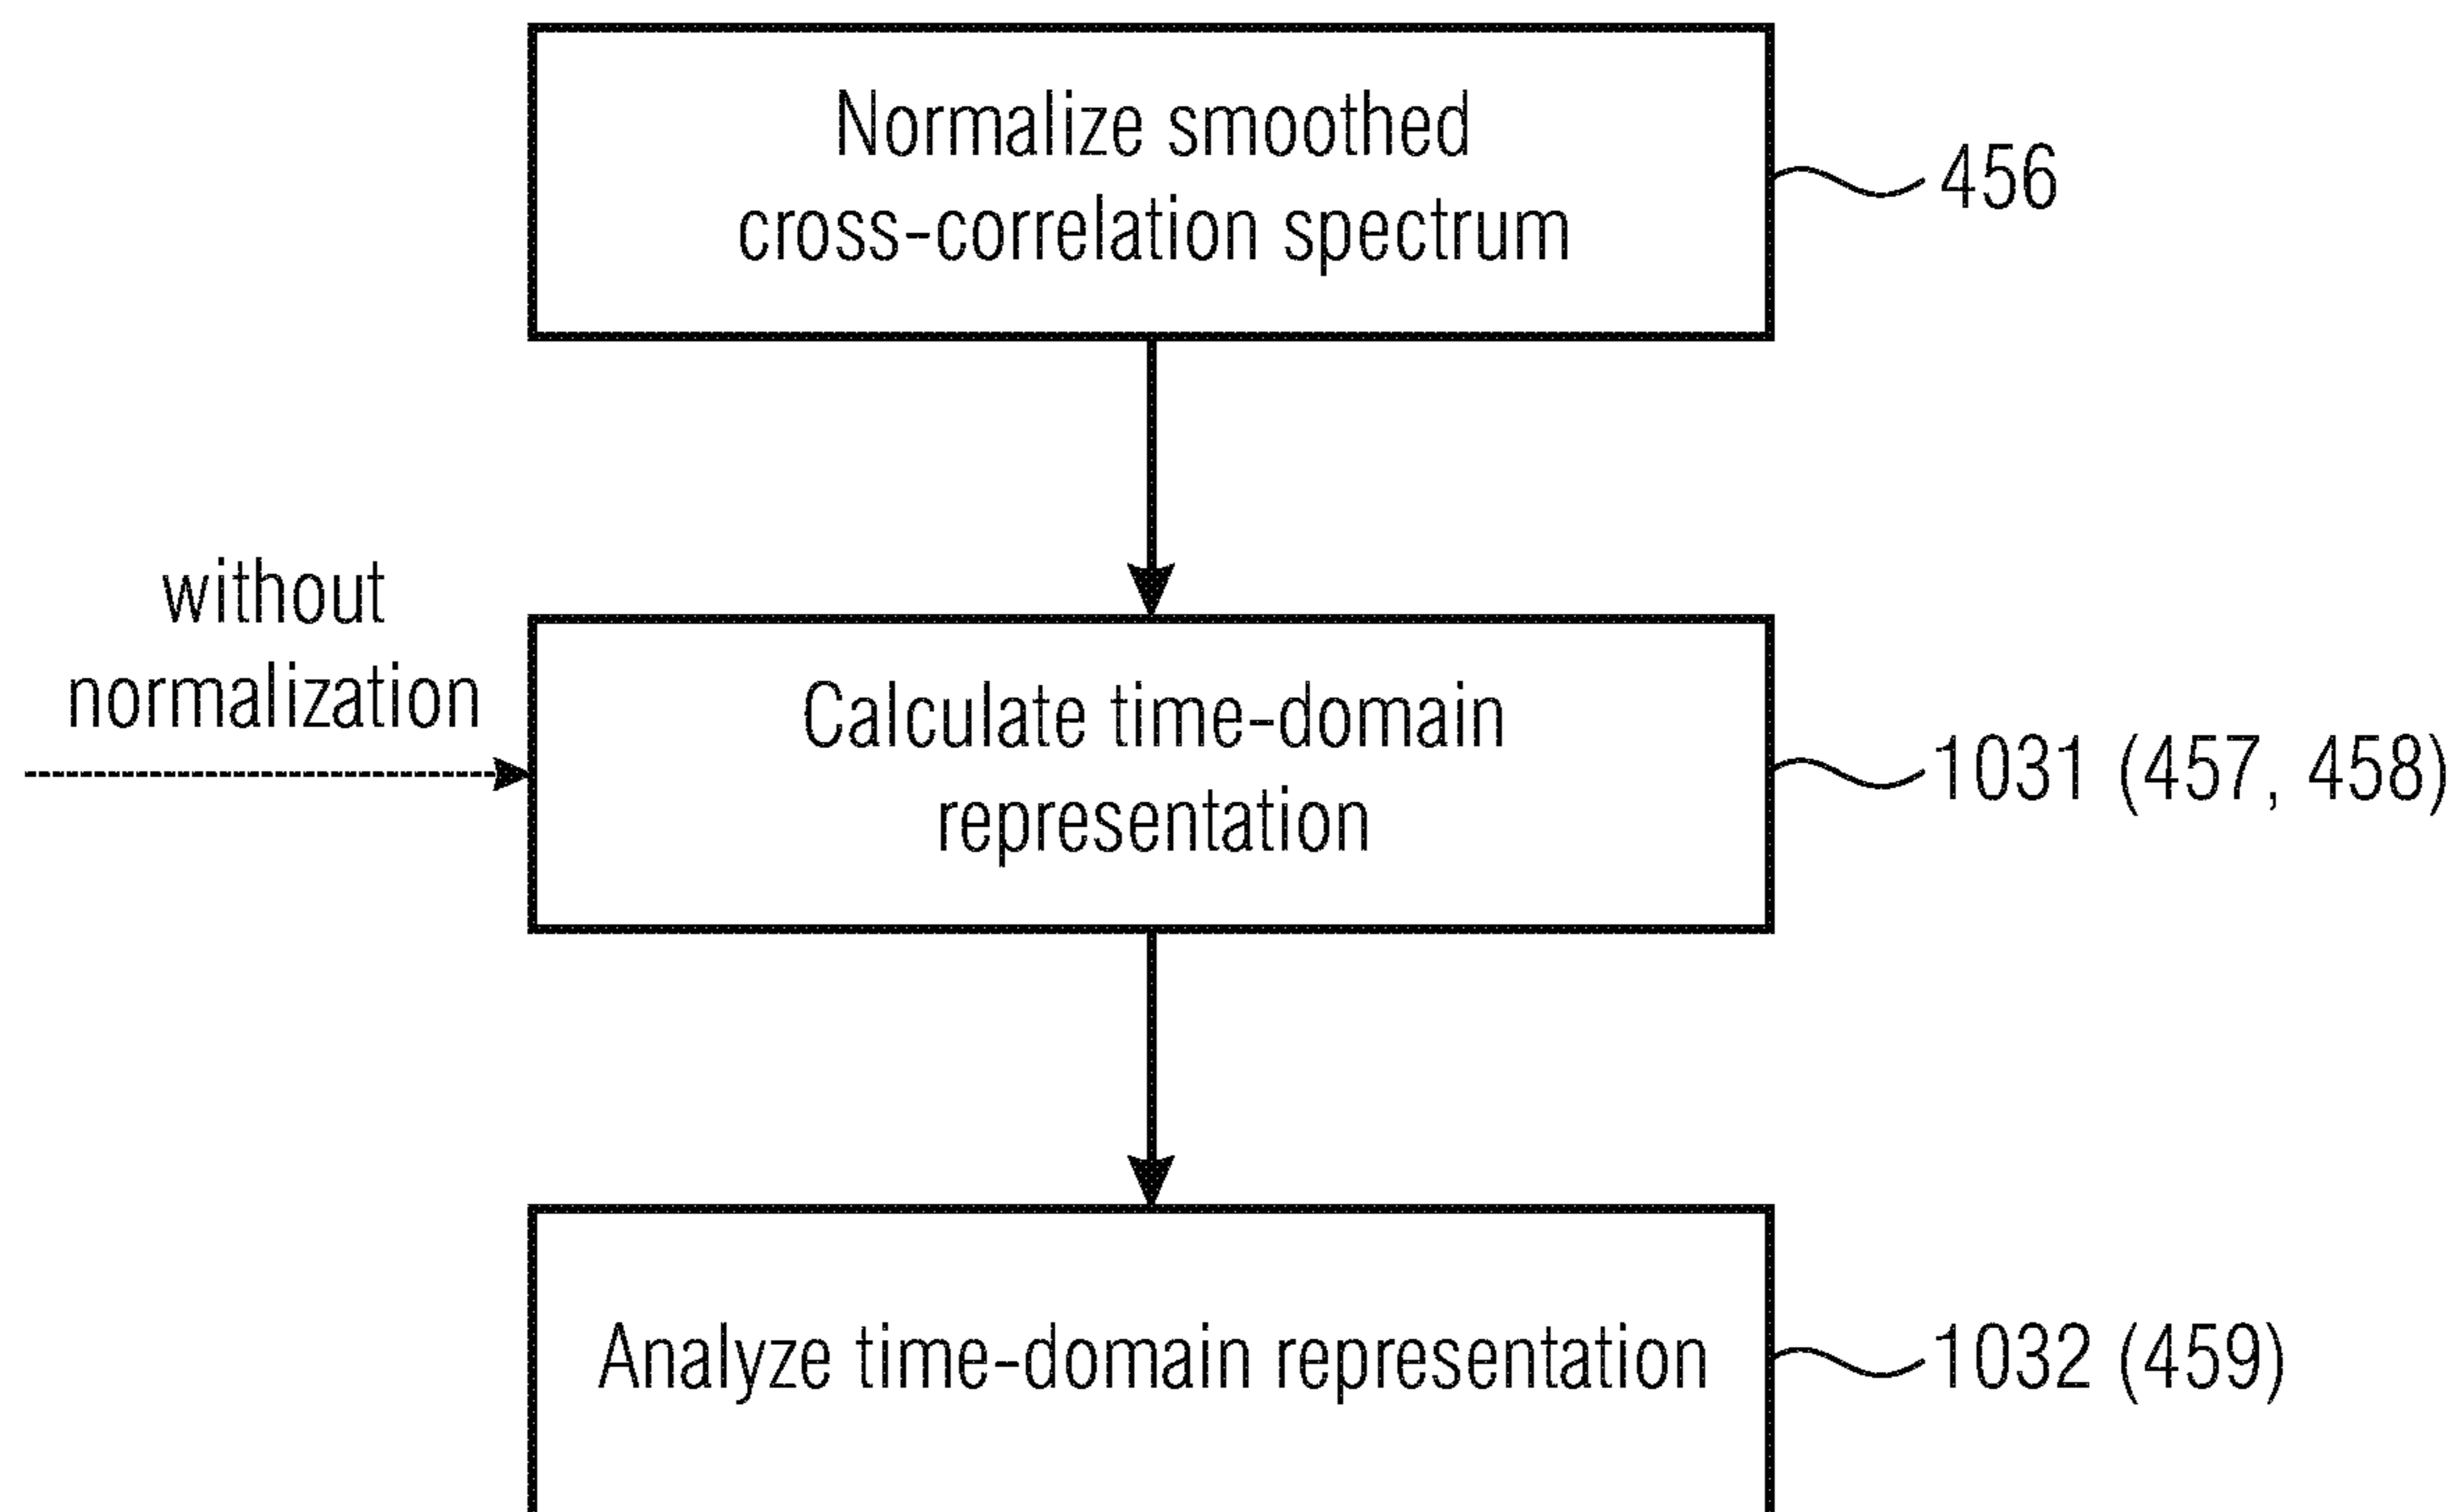 Normalize smoothed
cross-correlation spectrum
456
without
normalization
Calculate time-domain
representation
1031 (457, 458)
Analyze time-domain representation
1032 (459)